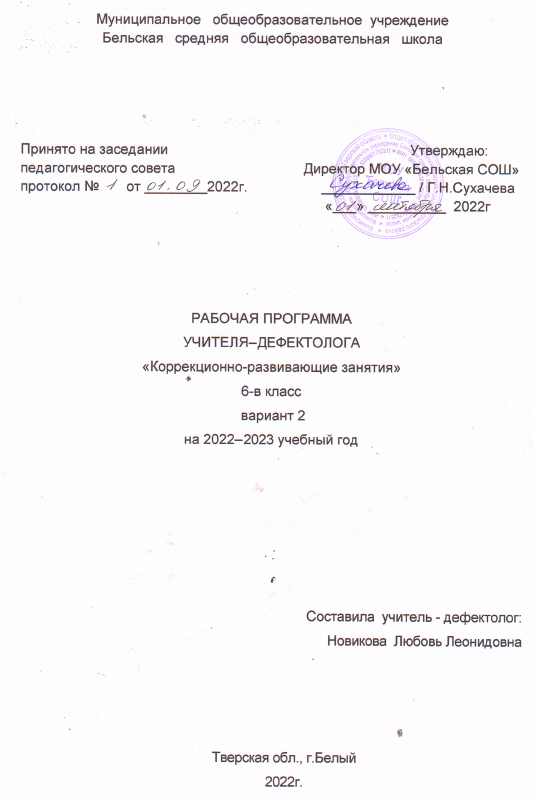 Муниципальное общеобразовательное учреждение
Бельская средняя общеобразовательная школа
Принято на заседании
педагогического совета
протокол № 1 от 01.09 2022г.
Утверждаю:
Директор МОУ «Бельская СОШ»
Сухачева / Г.Н.Сухачева
«01» сентября 2022г
РАБОЧАЯ ПРОГРАММА
УЧИТЕЛЯ–ДЕФЕКТОЛОГА
«Коррекционно-развивающие занятия»
6-в класс
вариант 2
на 2022–2023 учебный год
Составила учитель - дефектолог:
Новикова Любовь Леонидовна
Тверская обл., г.Белый
2022г.